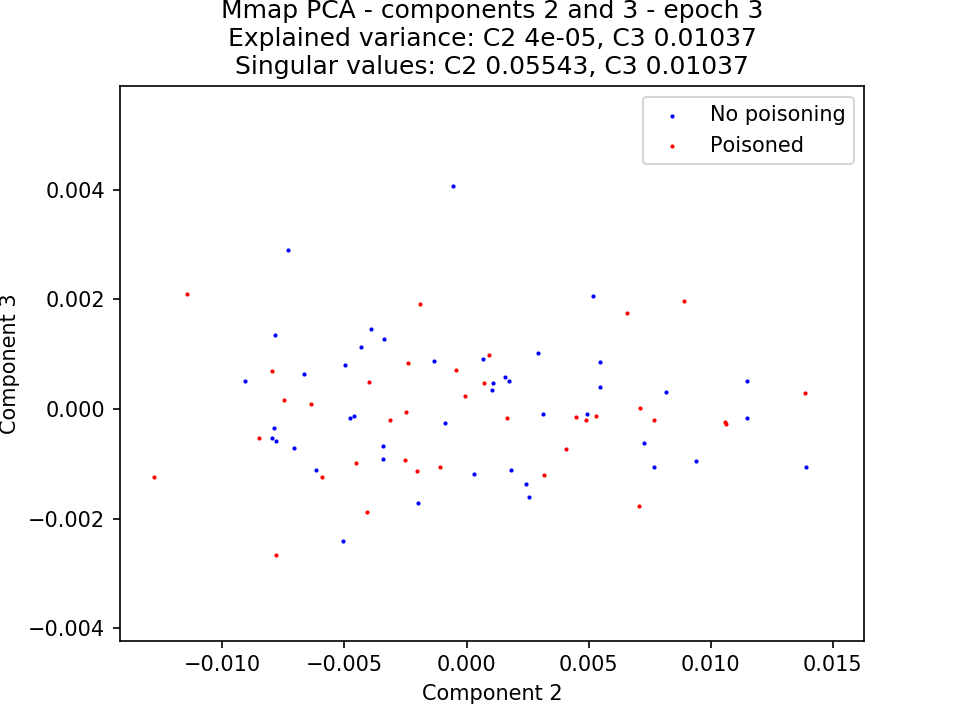 Mmap PCA - components 2 and 3 - epoch 3
Explained variance: C2 4e-05, C3 0.01037
Singular values: C2 0.05543, C3 0.01037
No poisoning
Poisoned
0.004
0.002
0.000
−0.002
−0.004
Component 3
−0.010
−0.005
0.000
0.005
0.010
0.015
Component 2